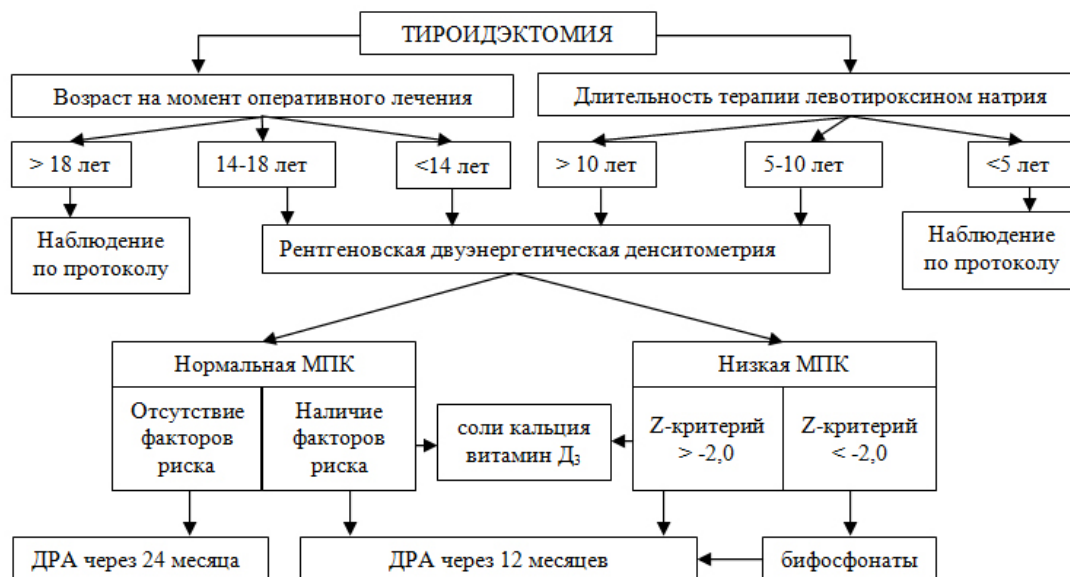 ТИРОИДЭКТОМИЯ
Возраст на момент оперативного лечения
Длительность терапии левотироксином натрия
> 18 лет
14-18 лет
<14 лет
> 10 лет
5-10 лет
<5 лет
Наблюдение
по протоколу
Рентгеновская двуэнергетическая денситометрия
Наблюдение
по протоколу
Нормальная МПК
Отсутствие
факторов
риска
Наличие
факторов
риска
соли кальция
витамин Д₃
Низкая МПК
Z-критерий
> -2,0
Z-критерий
< -2,0
ДРА через 24 месяца
ДРА через 12 месяцев
бифосфонаты